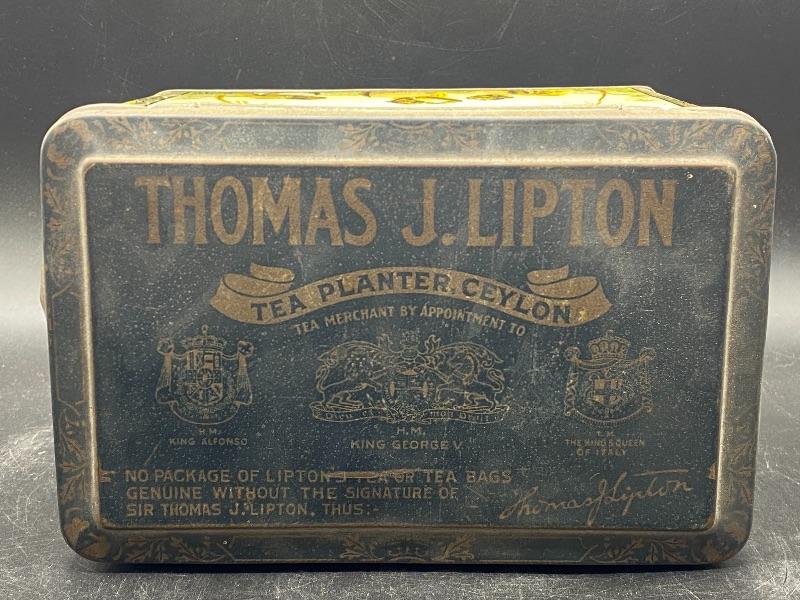 THOMAS J. LIPTON
TEA PLANTER, CEYLON
TEA MERCHANT BY APPOINTMENT TO
H.M.
KING ALFONSO
H.M.
KING GEORGE V.
T.M.
THE KING & QUEEN
OF ITALY
NO PACKAGE OF LIPTON'S TEA OR TEA BAGS
GENUINE WITHOUT THE SIGNATURE OF
SIR THOMAS J. LIPTON. THUS:-
Thomas J Lipton